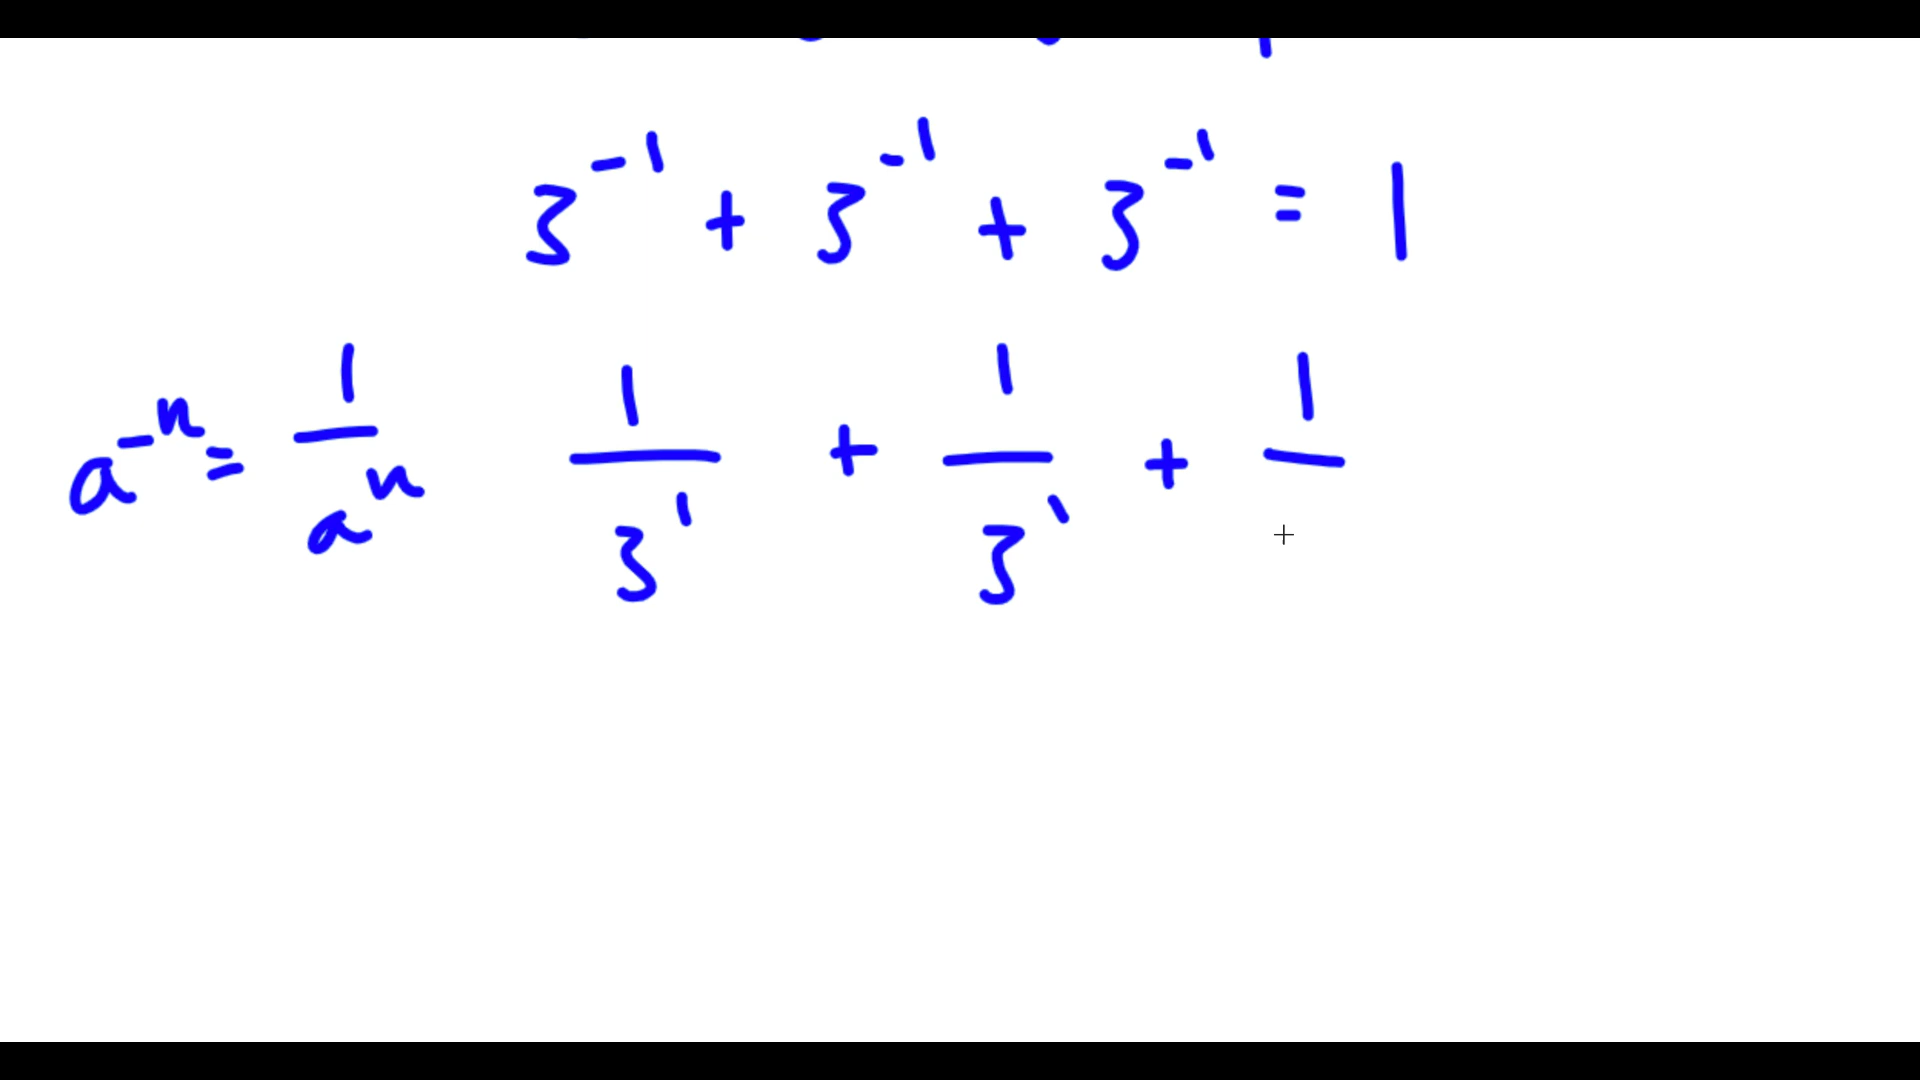 3⁻¹ + 3⁻¹ + 3⁻¹ = 1
a⁻ⁿ = 1/aⁿ 1/3¹ + 1/3¹ + 1/